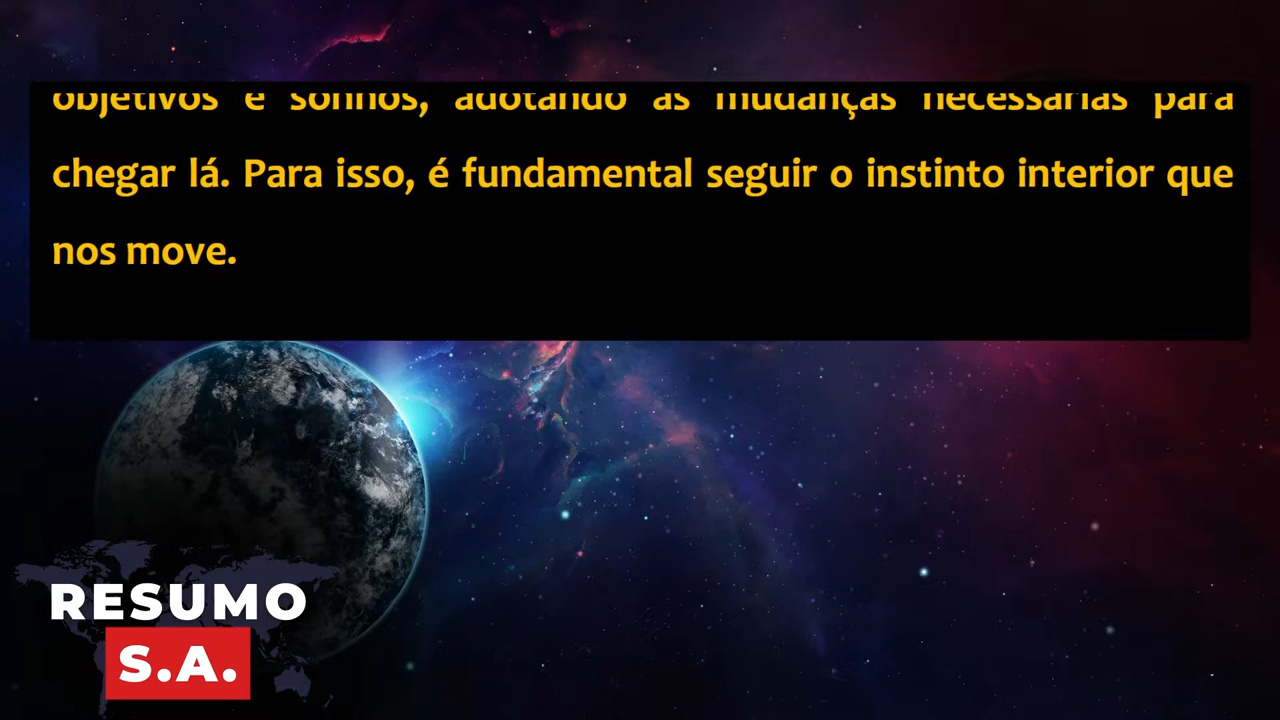 objetivos e sonhos, adotando as mudanças necessárias para
chegar lá. Para isso, é fundamental seguir o instinto interior que
nos move.
RESUMO
S.A.